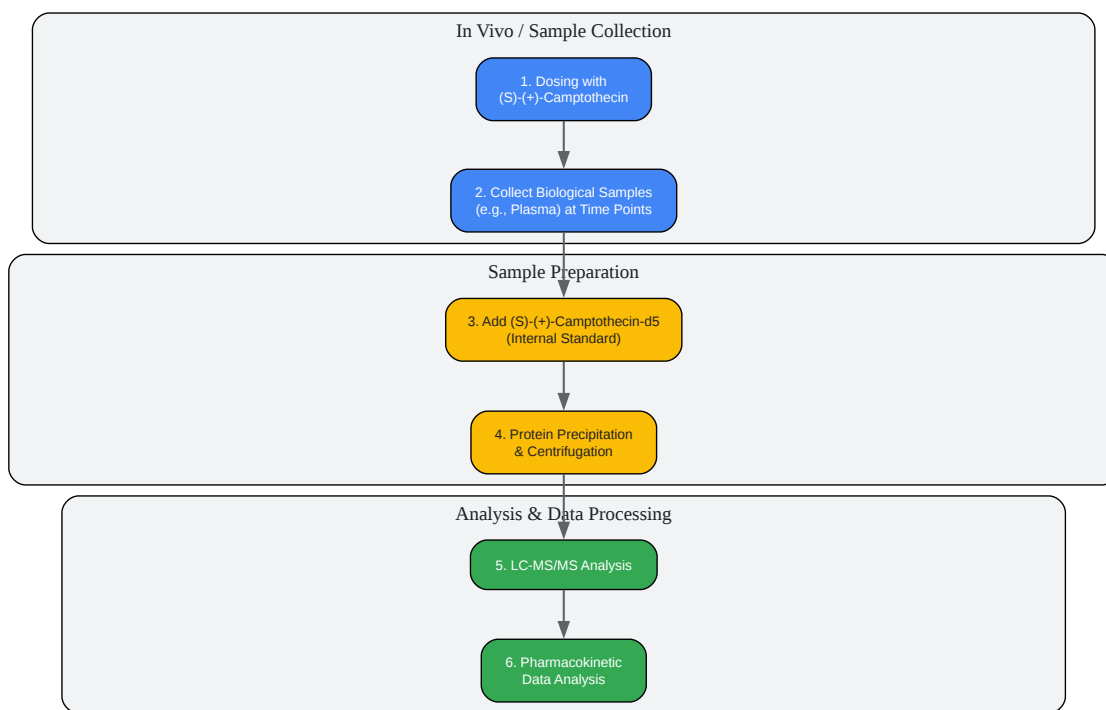 In Vivo / Sample Collection
1. Dosing with
(S)-(+)-Camptothecin
2. Collect Biological Samples
(e.g., Plasma) at Time Points
Sample Preparation
3. Add (S)-(+)-Camptothecin-d5
(Internal Standard)
4. Protein Precipitation
& Centrifugation
Analysis & Data Processing
5. LC-MS/MS Analysis
6. Pharmacokinetic
Data Analysis